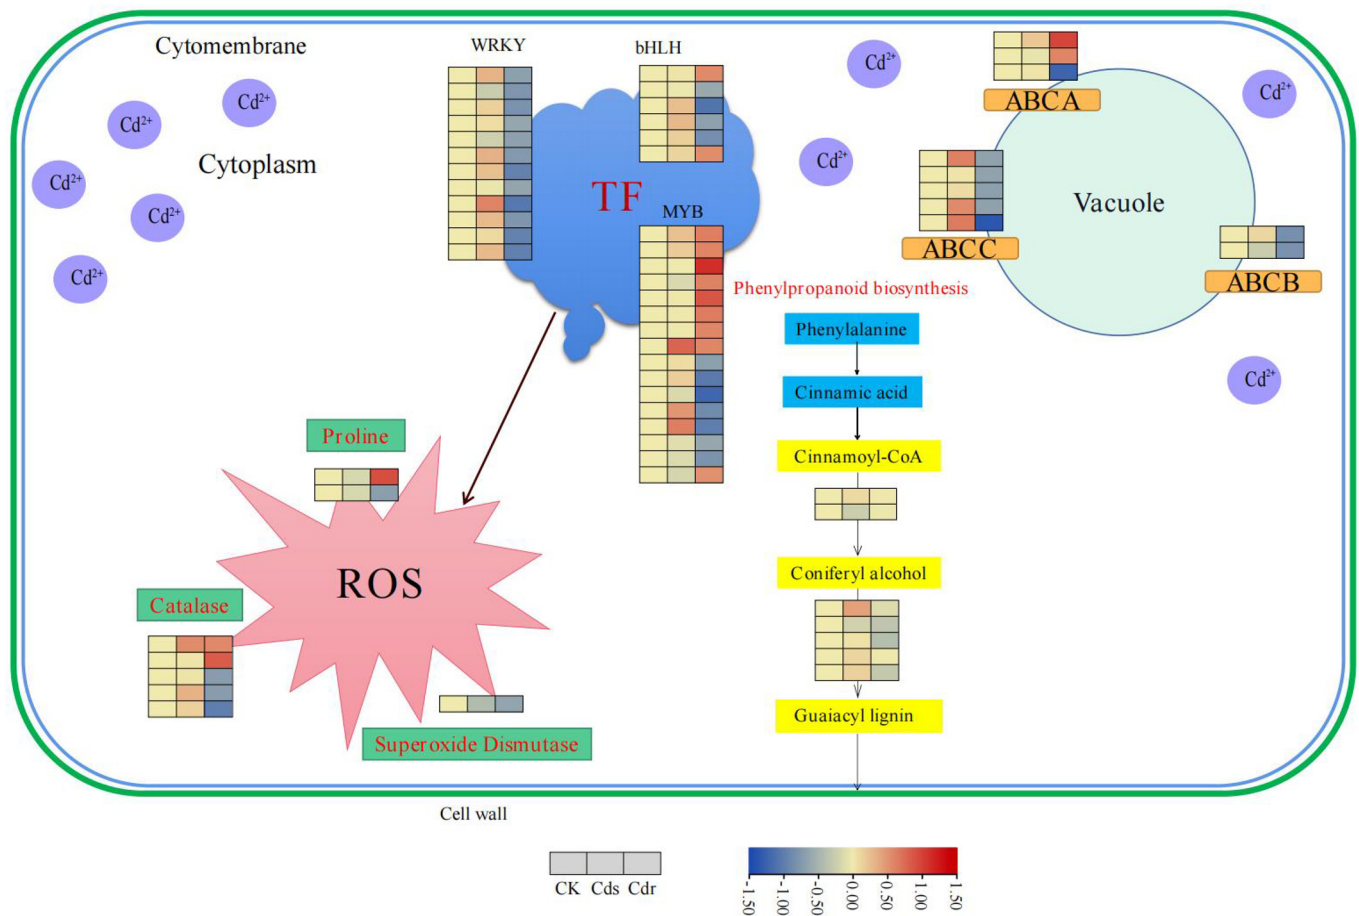 Cytomembrane
WRKY
bHLH
Cd²⁺
Cd²⁺
Cd²⁺
Cd²⁺
ABCA
Cd²⁺
Cytoplasm
Cd²⁺
Cd²⁺
TF
MYB
Vacuole
Cd²⁺
ABCC
Cd²⁺
ABCB
Phenylpropanoid biosynthesis
Phenylalanine
Cd²⁺
Cinnamic acid
Proline
Cinnamoyl-CoA
ROS
Coniferyl alcohol
Catalase
Guaiacyl lignin
Superoxide Dismutase
Cell wall
CK Cds Cdr
-1.50 -1.00 -0.50 0.00 0.50 1.00 1.50